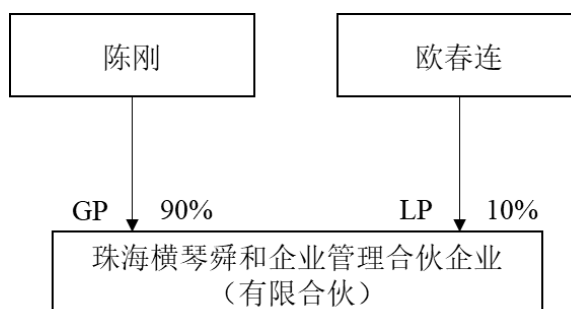 陈刚
欧春连
GP 90%
LP 10%
珠海横琴舜和企业管理合伙企业
（有限合伙）